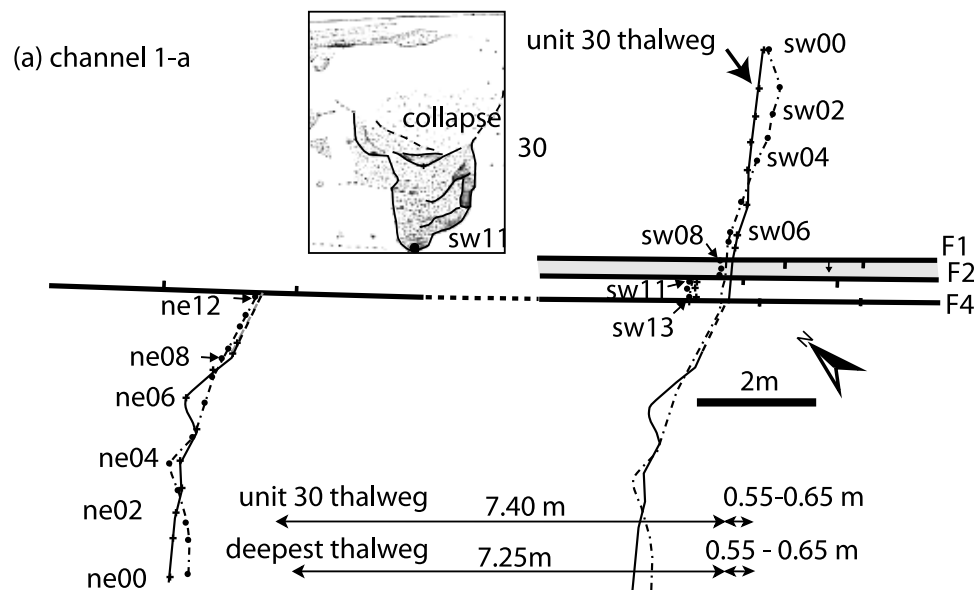 (a) channel 1-a
unit 30 thalweg
sw00
collapse
30
sw02
sw04
sw11
sw06
sw08
F1
F2
sw11
F4
sw13
ne12
N
ne08
2m
ne06
ne04
unit 30 thalweg
7.40 m
0.55-0.65 m
ne02
deepest thalweg
7.25m
0.55 - 0.65 m
ne00